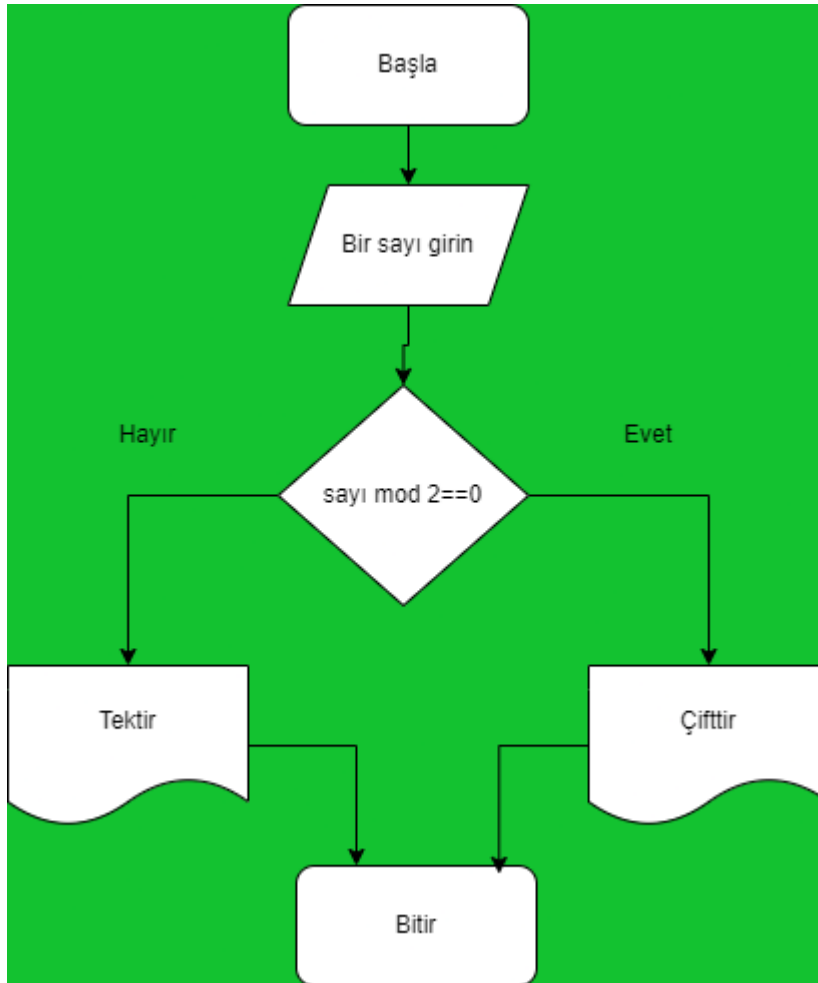 Başla
Bir sayı girin
Hayır
Evet
sayı mod 2==0
Tektir
Çifttir
Bitir